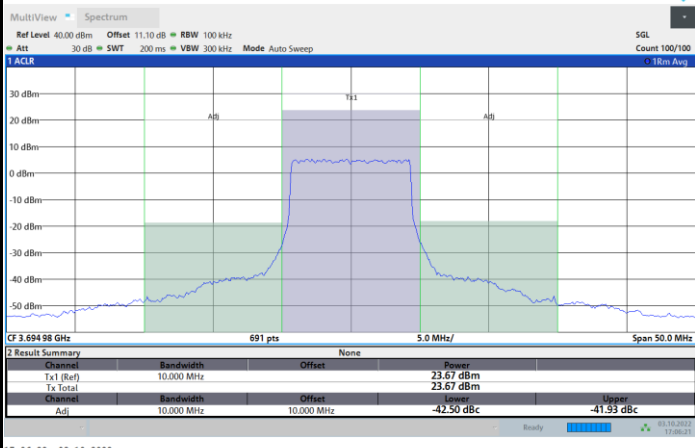 MultiView Spectrum
Ref Level 40.00 dBm Offset 11.10 dB RBW 100 kHz SGL
Att 30 dB SWT 200 ms VBW 300 kHz Mode Auto Sweep Count 100/100
1 ACLR 1Rm Avg
30 dBm
Tx1
20 dBm Adj Adj
10 dBm
0 dBm
-10 dBm
-20 dBm
-30 dBm
-40 dBm
-50 dBm
CF 3.694 98 GHz 691 pts 5.0 MHz/ Span 50.0 MHz
2 Result Summary None
Channel Bandwidth Offset Power
Tx1 (Ref) 10.000 MHz 23.67 dBm
Tx Total 23.67 dBm
Channel Bandwidth Offset Lower Upper
Adj 10.000 MHz 10.000 MHz -42.50 dBc -41.93 dBc
Ready 03.10.2022
17:06:21